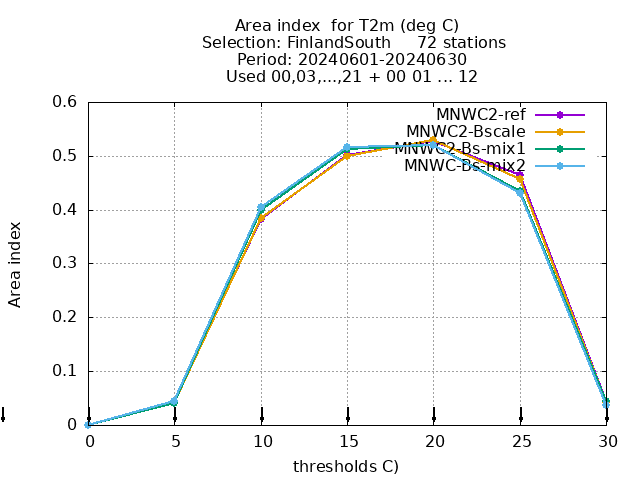 Area index  for T2m (deg C)
Selection: FinlandSouth     72 stations
Period: 20240601-20240630
Used 00,03,...,21 + 00 01 ... 12
MNWC2-ref
MNWC2-Bscale
MNWC2-Bs-mix1
MNWC-Bs-mix2
0.6
0.5
0.4
0.3
0.2
0.1
0
Area index
0 5 10 15 20 25 30
thresholds C)